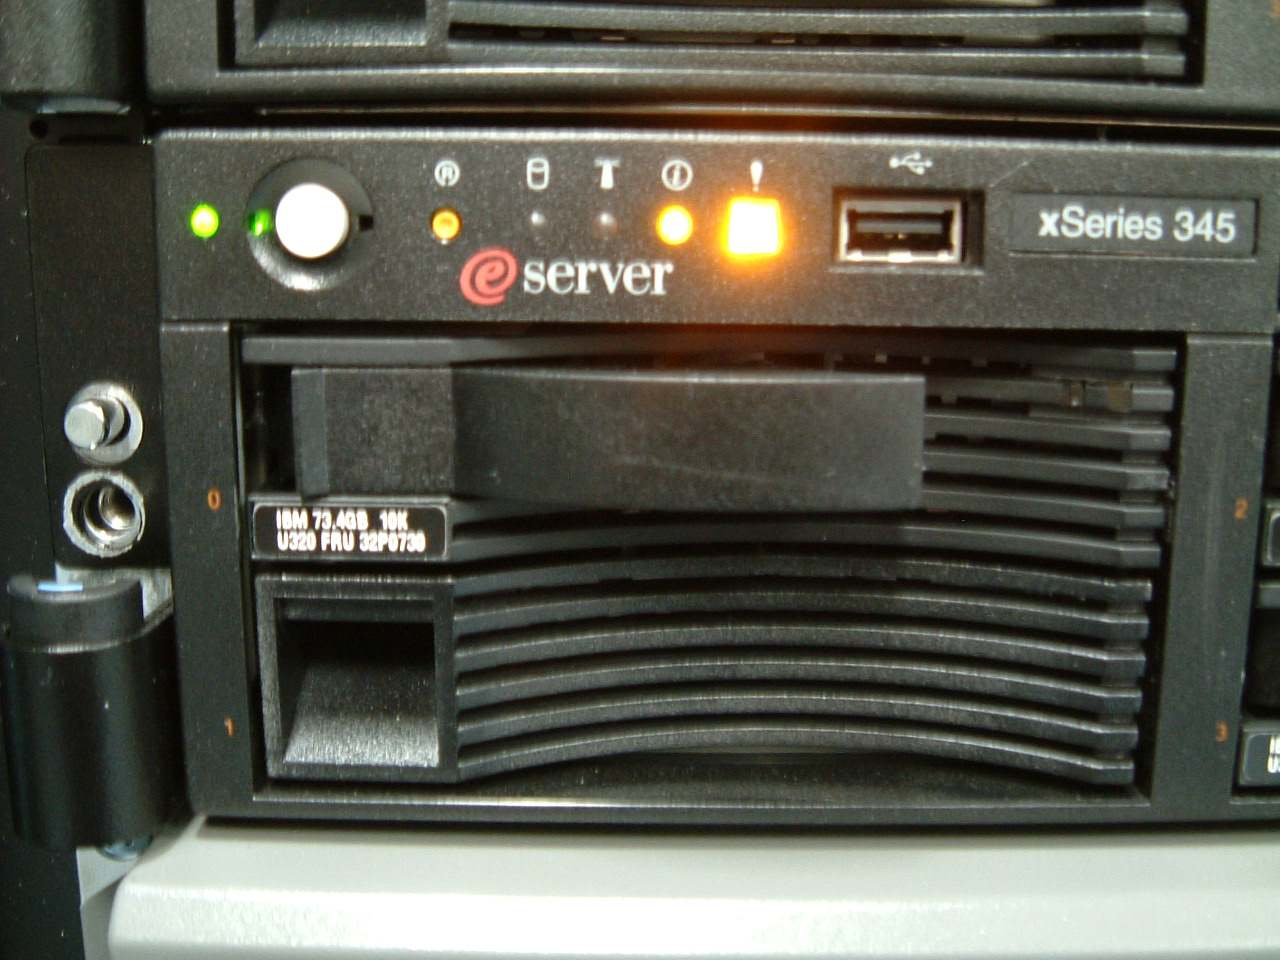 eserver
xSeries 345
0
IBM 73.4GB 10K
U320 FRU 32P0730
1
2
3